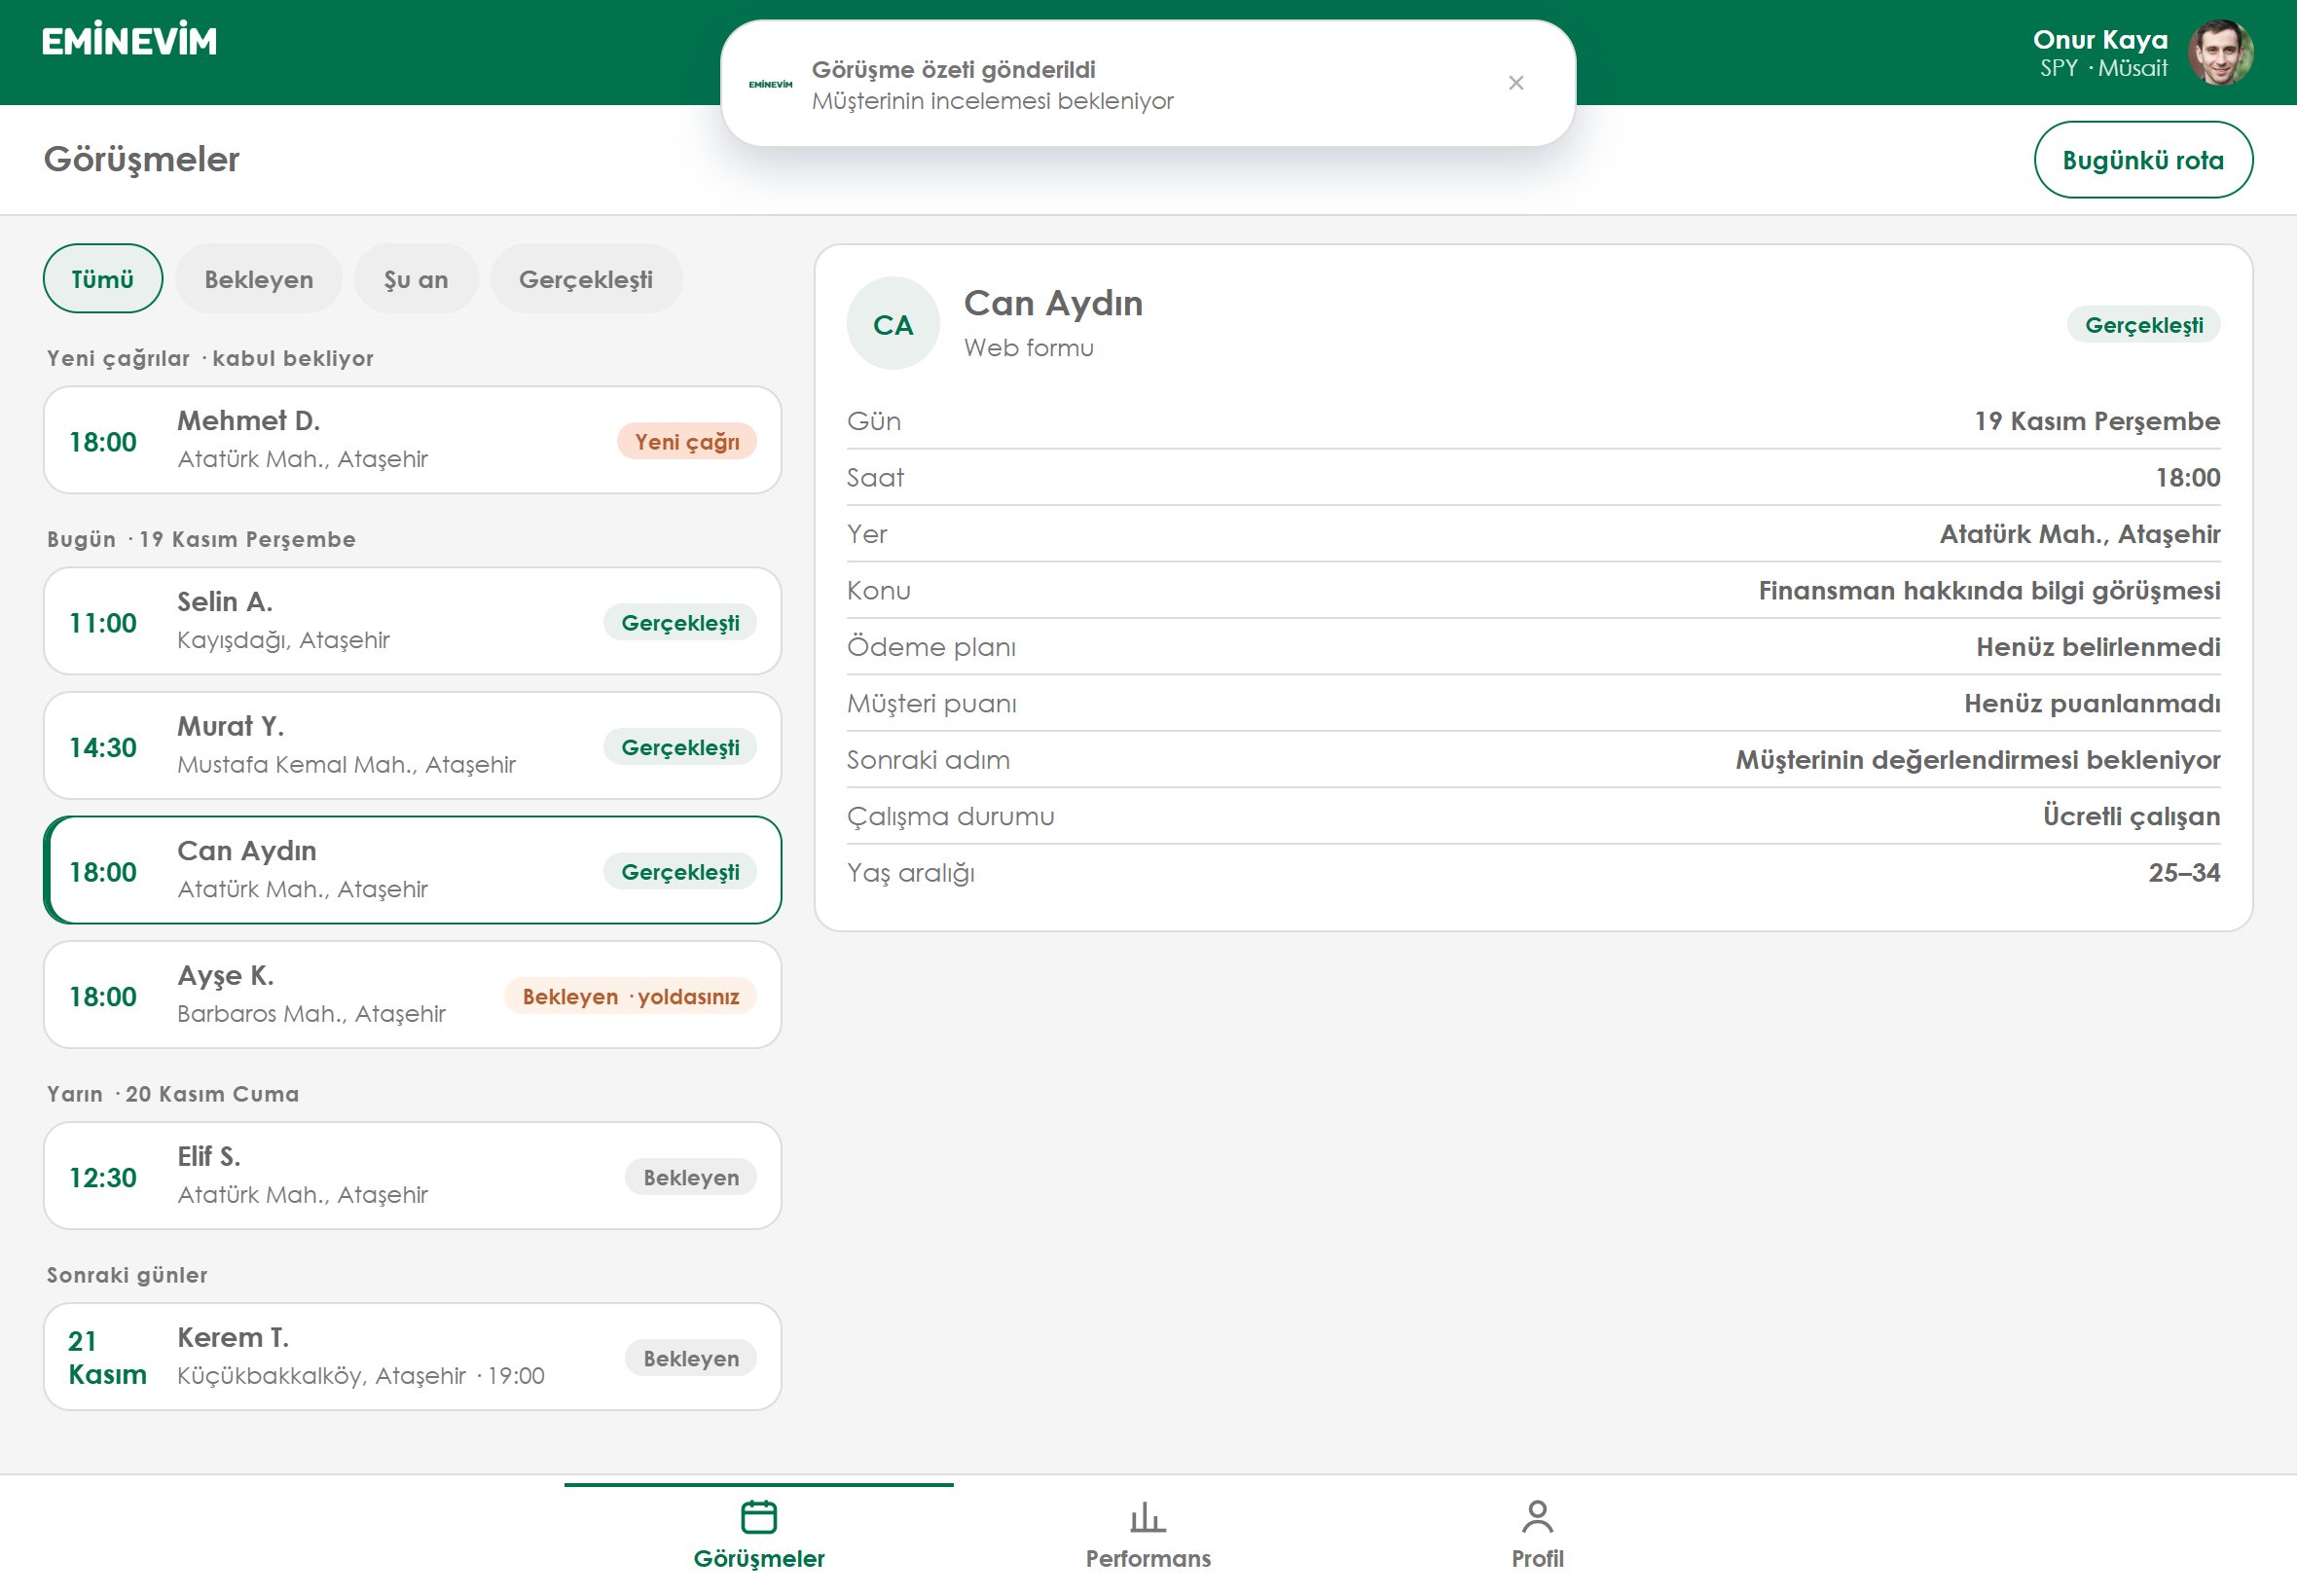 EMİNEVİM
EMİNEVİM
Görüşme özeti gönderildi
Müşterinin incelemesi bekleniyor
×
Onur Kaya
SPY · Müsait
Görüşmeler
Bugünkü rota
Tümü
Bekleyen
Şu an
Gerçekleşti
Yeni çağrılar · kabul bekliyor
18:00
Mehmet D.
Atatürk Mah., Ataşehir
Yeni çağrı
Bugün · 19 Kasım Perşembe
11:00
Selin A.
Kayışdağı, Ataşehir
Gerçekleşti
14:30
Murat Y.
Mustafa Kemal Mah., Ataşehir
Gerçekleşti
18:00
Can Aydın
Atatürk Mah., Ataşehir
Gerçekleşti
18:00
Ayşe K.
Barbaros Mah., Ataşehir
Bekleyen · yoldasınız
Yarın · 20 Kasım Cuma
12:30
Elif S.
Atatürk Mah., Ataşehir
Bekleyen
Sonraki günler
21
Kasım
Kerem T.
Küçükbakkalköy, Ataşehir · 19:00
Bekleyen
CA
Can Aydın
Web formu
Gerçekleşti
Gün
19 Kasım Perşembe
Saat
18:00
Yer
Atatürk Mah., Ataşehir
Konu
Finansman hakkında bilgi görüşmesi
Ödeme planı
Henüz belirlenmedi
Müşteri puanı
Henüz puanlanmadı
Sonraki adım
Müşterinin değerlendirmesi bekleniyor
Çalışma durumu
Ücretli çalışan
Yaş aralığı
25–34
Görüşmeler
Performans
Profil